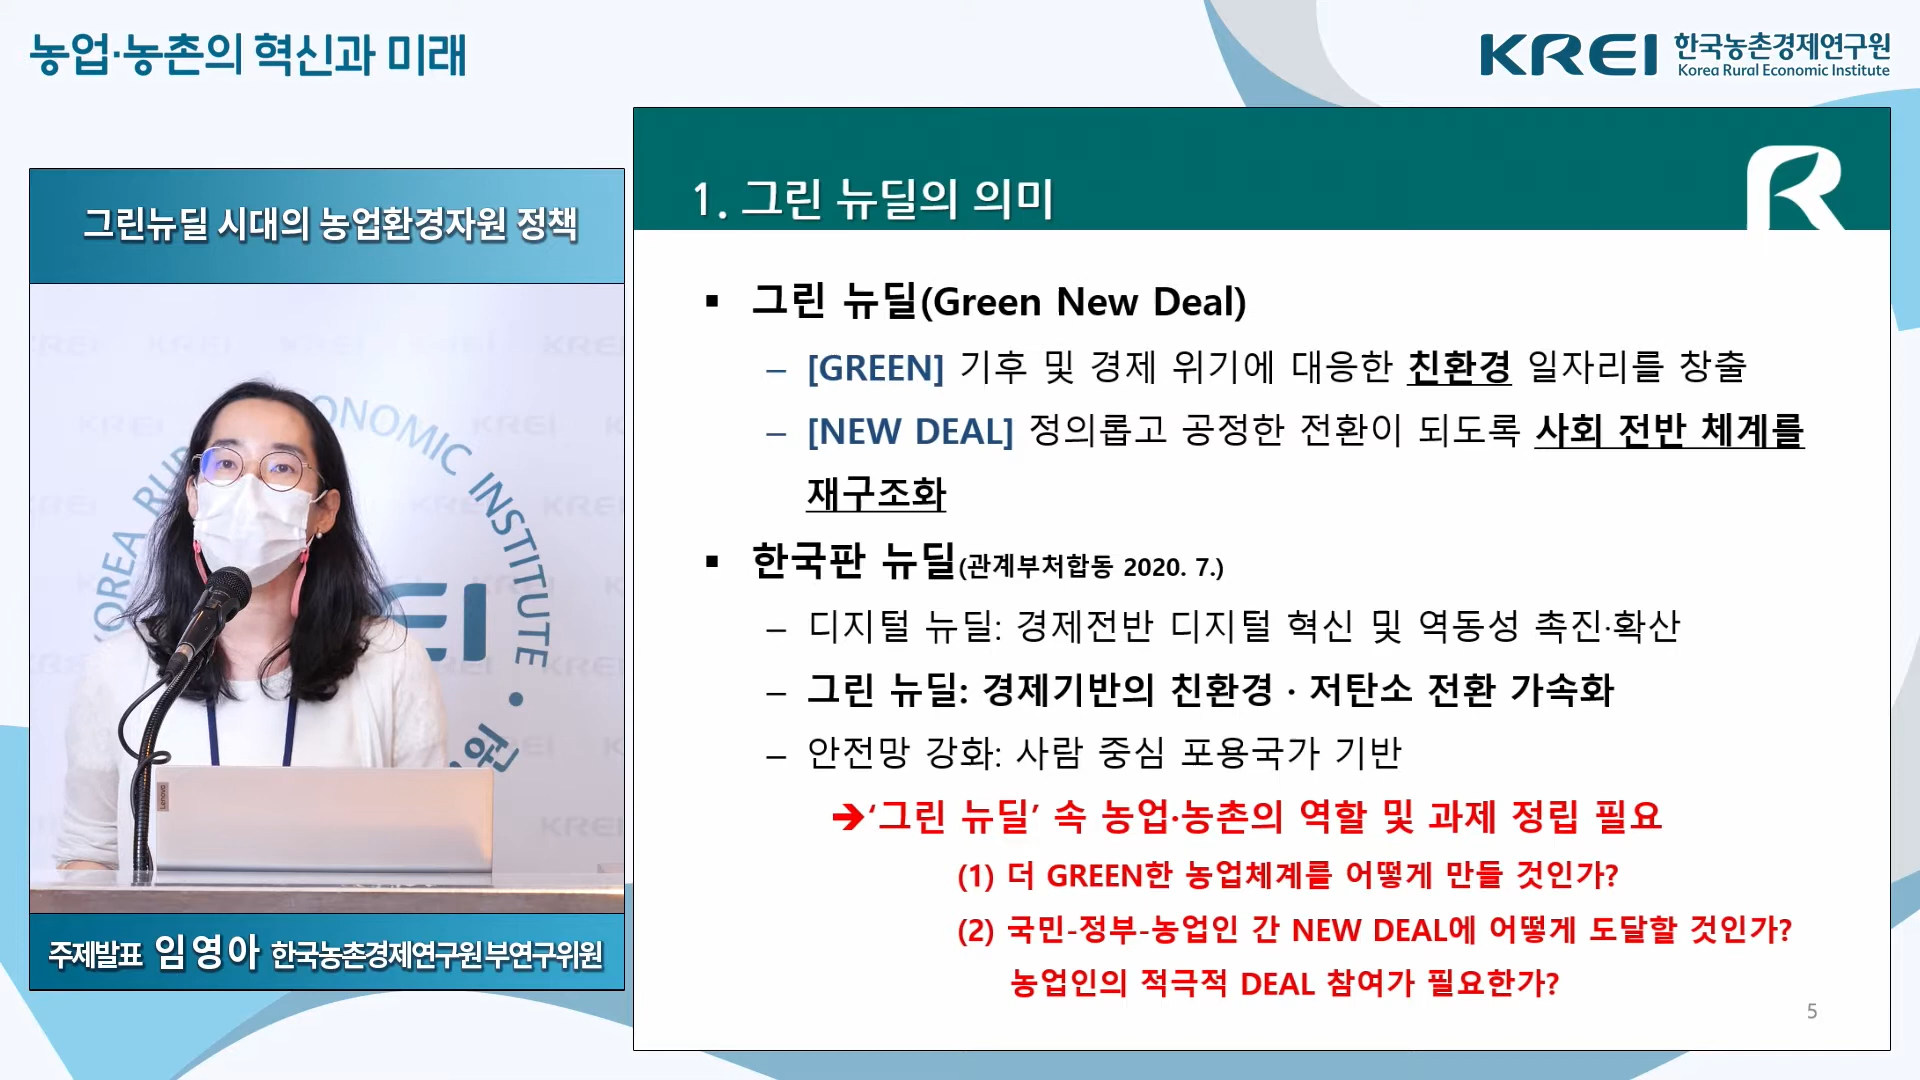 농업·농촌의 혁신과 미래
KREI 한국농촌경제연구원
Korea Rural Economic Institute
그린뉴딜 시대의 농업환경자원 정책
KOREA RUR
ONOMIC INSTITUTE
EI
원
Lenovo
주제발표 임영아 한국농촌경제연구원 부연구위원
1. 그린 뉴딜의 의미
▪ 그린 뉴딜(Green New Deal)
– [GREEN] 기후 및 경제 위기에 대응한 친환경 일자리를 창출
– [NEW DEAL] 정의롭고 공정한 전환이 되도록 사회 전반 체계를
재구조화
▪ 한국판 뉴딜(관계부처합동 2020. 7.)
– 디지털 뉴딜: 경제전반 디지털 혁신 및 역동성 촉진·확산
– 그린 뉴딜: 경제기반의 친환경 · 저탄소 전환 가속화
– 안전망 강화: 사람 중심 포용국가 기반
➔‘그린 뉴딜’ 속 농업·농촌의 역할 및 과제 정립 필요
(1) 더 GREEN한 농업체계를 어떻게 만들 것인가?
(2) 국민-정부-농업인 간 NEW DEAL에 어떻게 도달할 것인가?
농업인의 적극적 DEAL 참여가 필요한가?
5